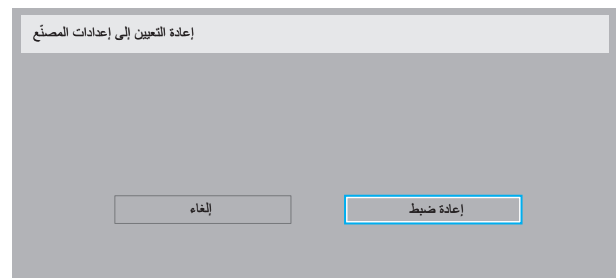 إعادة التعيين إلى إعدادات المصنّع
إعادة ضبط
إلغاء